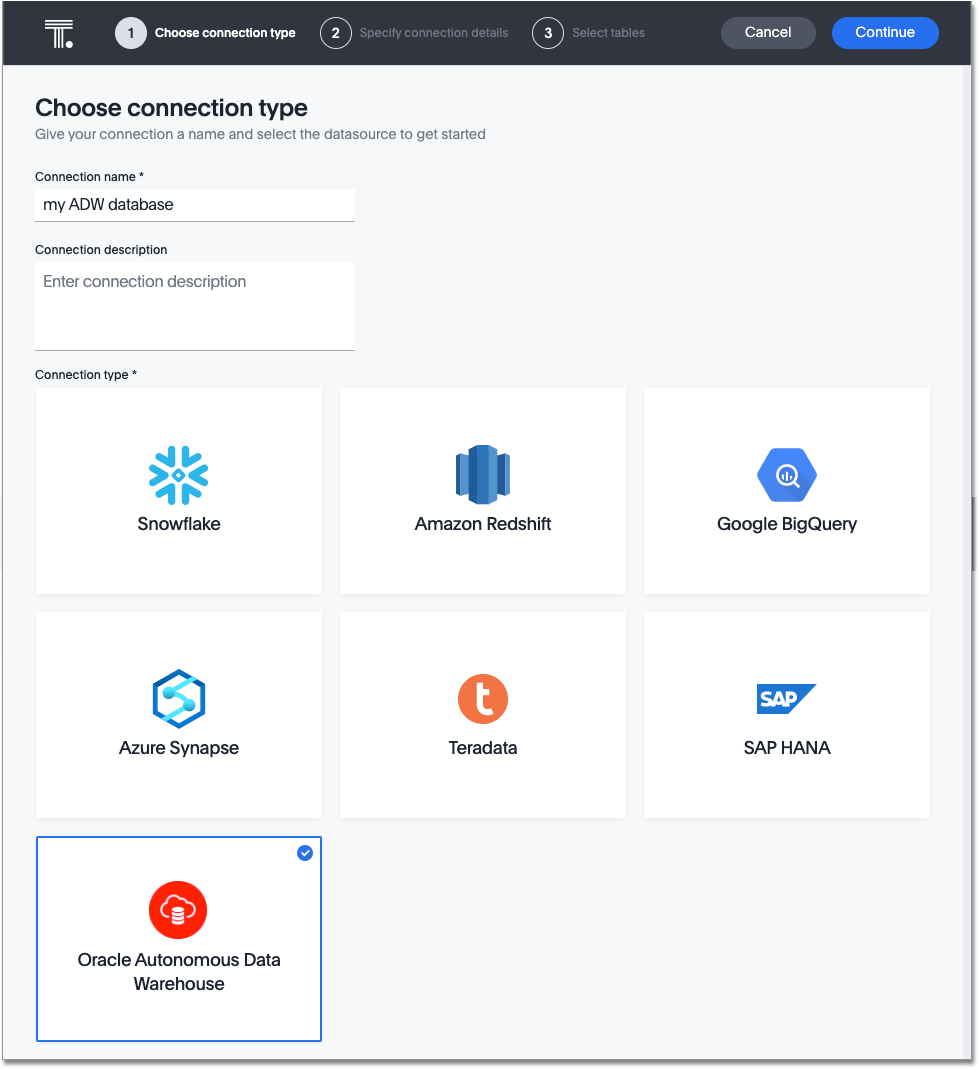 1 Choose connection type 2 Specify connection details 3 Select tables Cancel Continue
Choose connection type
Give your connection a name and select the datasource to get started
Connection name *
my ADW database
Connection description
Enter connection description
Connection type *
Snowflake
Amazon Redshift
Google BigQuery
Azure Synapse
Teradata
SAP
SAP HANA
Oracle Autonomous Data
Warehouse